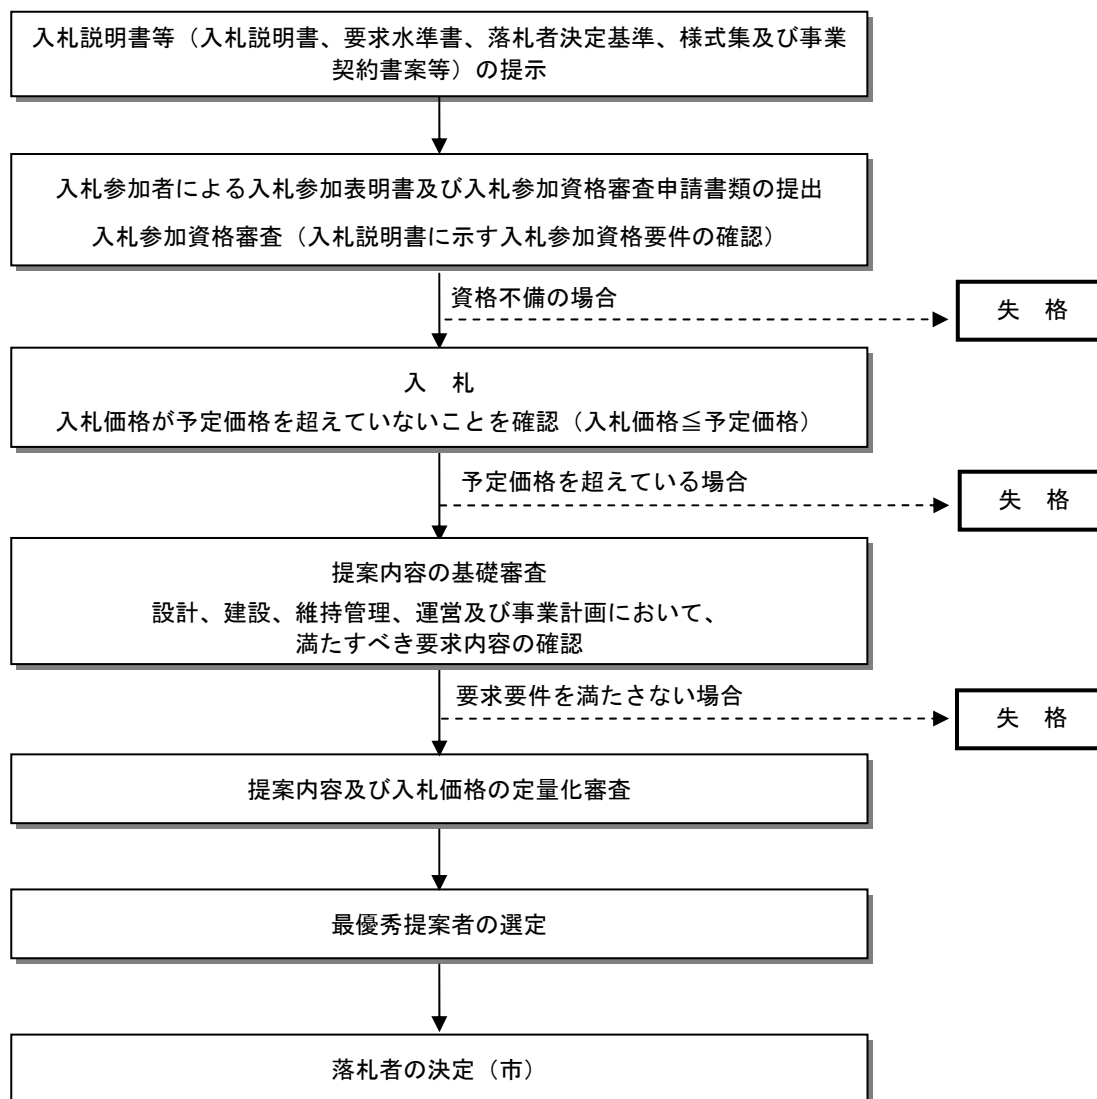 入札説明書等（入札説明書、要求水準書、落札者決定基準、様式集及び事業
契約書案等）の提示
入札参加者による入札参加表明書及び入札参加資格審査申請書類の提出
入札参加資格審査（入札説明書に示す入札参加資格要件の確認）
資格不備の場合
失　格
入　札
入札価格が予定価格を超えていないことを確認（入札価格≦予定価格）
予定価格を超えている場合
失　格
提案内容の基礎審査
設計、建設、維持管理、運営及び事業計画において、
満たすべき要求内容の確認
要求要件を満たさない場合
失　格
提案内容及び入札価格の定量化審査
最優秀提案者の選定
落札者の決定（市）